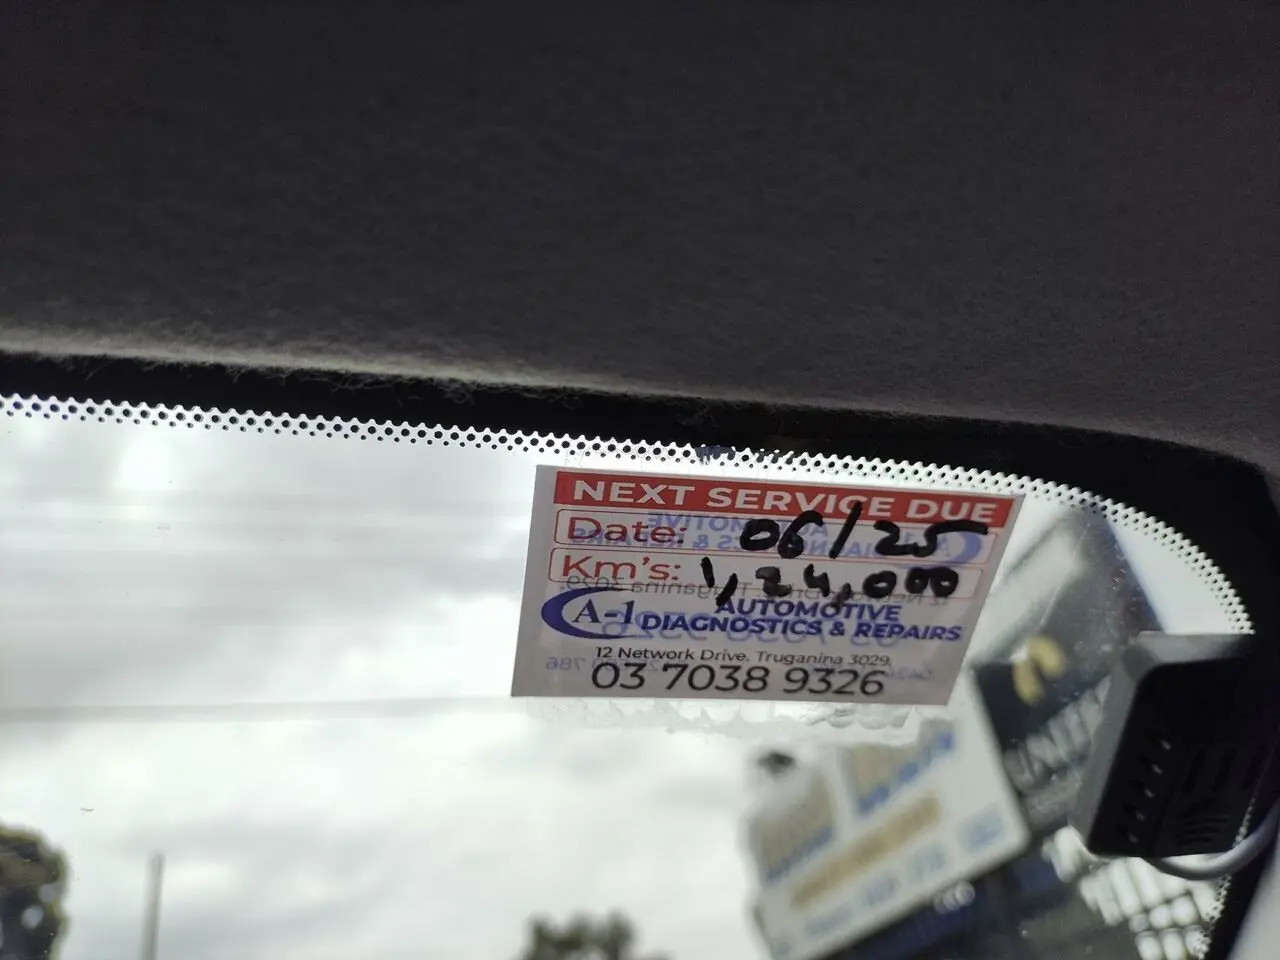 NEXT SERVICE DUE
Date: 06/25
Km's: 1,24,000
A-1 AUTOMOTIVE
DIAGNOSTICS & REPAIRS
12 Network Drive, Truganina 3029
03 7038 9326